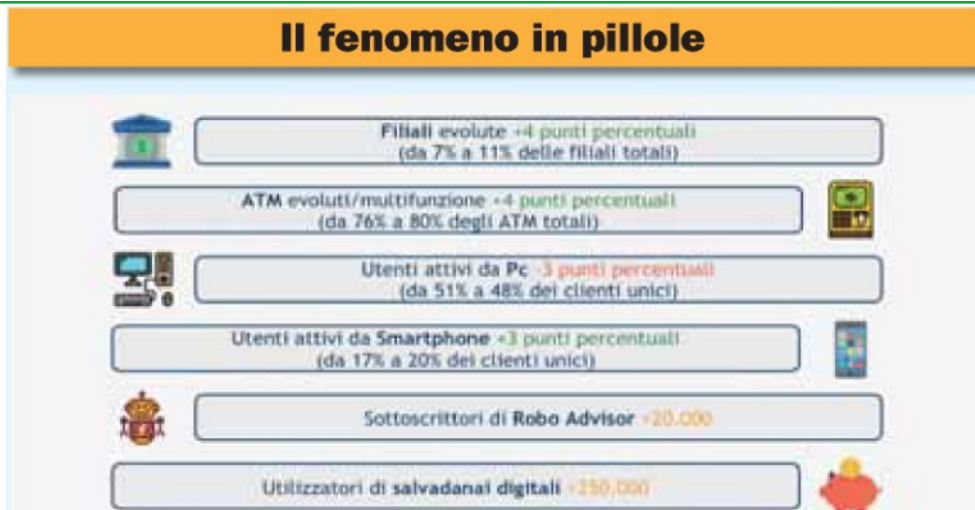 Il fenomeno in pillole
Filiali evolute +4 punti percentuali
(da 7% a 11% delle filiali totali)
ATM evoluti/multifunzione +4 punti percentuali
(da 76% a 80% degli ATM totali)
Utenti attivi da Pc -3 punti percentuali
(da 51% a 48% dei clienti unici)
Utenti attivi da Smartphone +3 punti percentuali
(da 17% a 20% dei clienti unici)
Sottoscrittori di Robo Advisor +20.000
Utilizzatori di salvadanai digitali +250.000